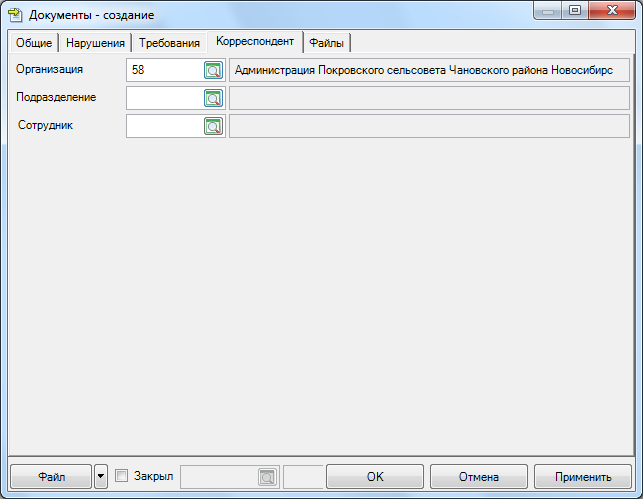 Документы - создание
Общие Нарушения Требования Корреспондент Файлы
Организация 58 Администрация Покровского сельсовета Чановского района Новосибирс
Подразделение
Сотрудник
Файл Закрыл ОК Отмена Применить